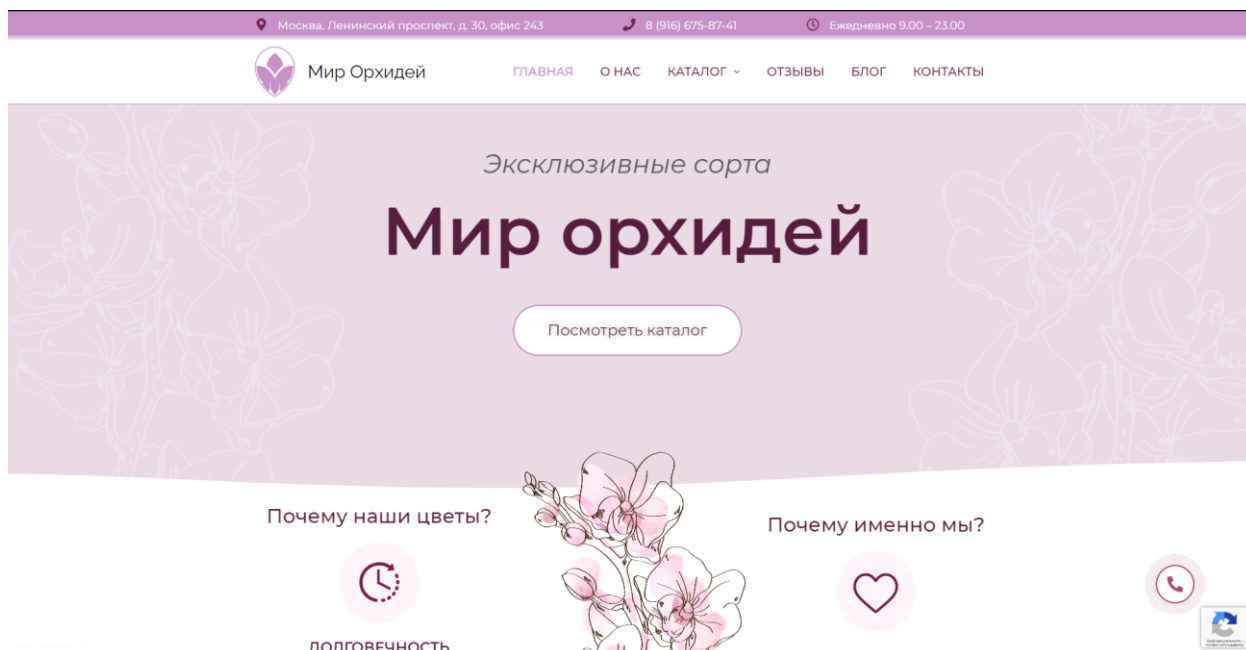 Москва, Ленинский проспект, д. 30, офис 243
8 (916) 675-87-41
Ежедневно 9.00 – 23.00
Мир Орхидей
ГЛАВНАЯ О НАС КАТАЛОГ ОТЗЫВЫ БЛОГ КОНТАКТЫ
Эксклюзивные сорта
Мир орхидей
Посмотреть каталог
Почему наши цветы?
Почему именно мы?
ДОЛГОВЕЧНОСТЬ